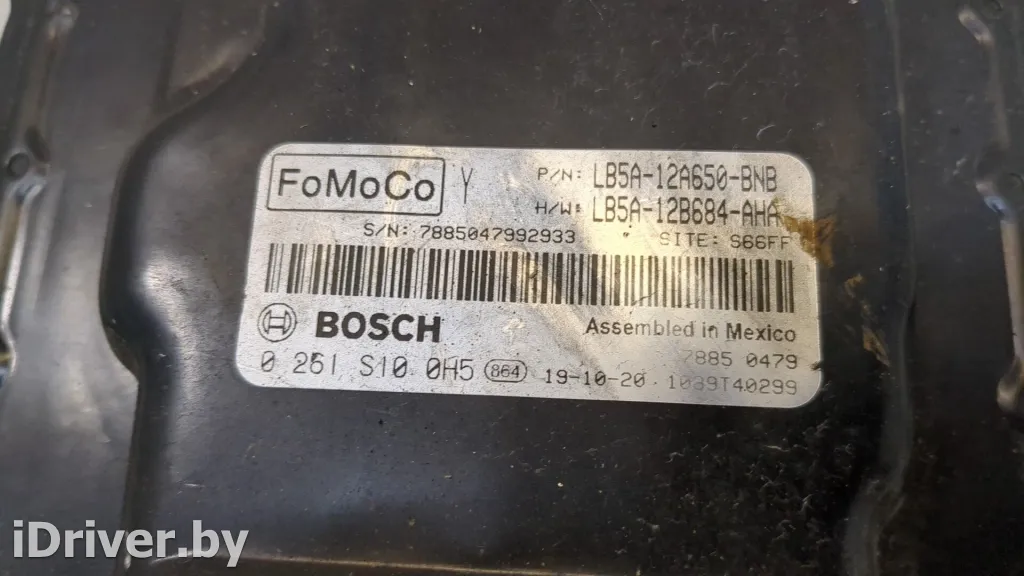 FoMoCo Y P/N: LB5A-12A650-BNB
H/W: LB5A-12B684-AHA
S/N: 7885047992933 SITE: S66FF
BOSCH Assembled in Mexico
7885 0479
0 261 S10 0H5 864 19-10-20 1039T40299
iDriver.by